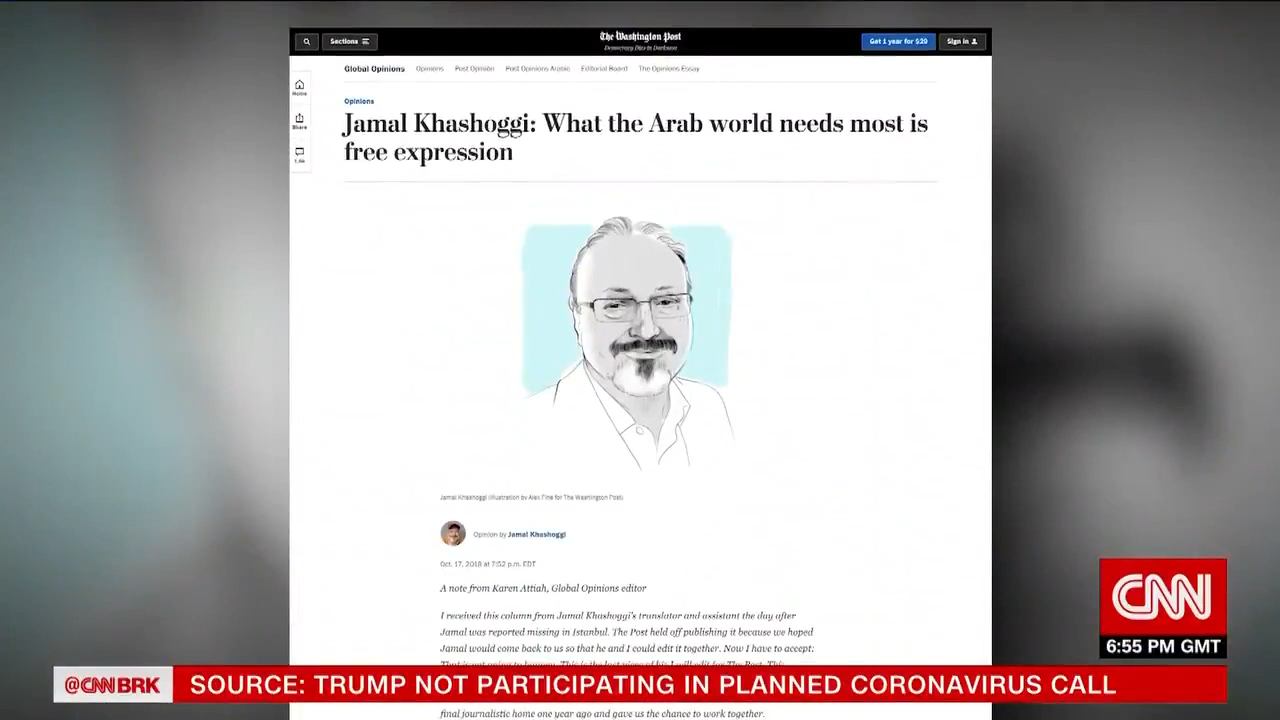 Sections
The Washington Post
Democracy Dies in Darkness
Get 1 year for $29
Sign in
Global Opinions
Opinions
Post Opinion
Post Opinions Arabic
Editorial Board
The Opinions Essay
Home
Share
Opinions
Jamal Khashoggi: What the Arab world needs most is
free expression
Jamal Khashoggi (Illustration by Alex Fine for The Washington Post)
Opinion by Jamal Khashoggi
Oct. 17, 2018 at 7:52 p.m. EDT
A note from Karen Attiah, Global Opinions editor
I received this column from Jamal Khashoggi's translator and assistant the day after
Jamal was reported missing in Istanbul. The Post held off publishing it because we hoped
Jamal would come back to us so that he and I could edit it together. Now I have to accept:
CNN
6:55 PM GMT
@CNNBRK
SOURCE: TRUMP NOT PARTICIPATING IN PLANNED CORONAVIRUS CALL
final journalistic home one year ago and gave us the chance to work together.